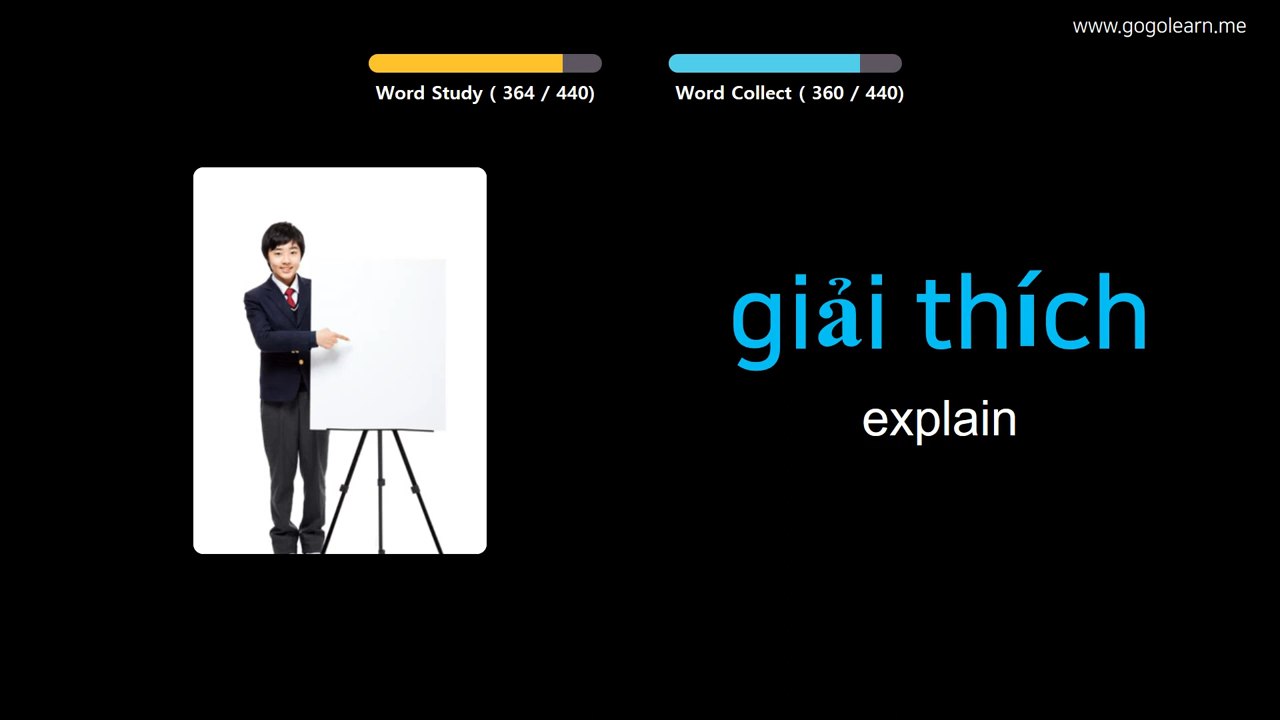 www.gogolearn.me
Word Study ( 364 / 440)
Word Collect ( 360 / 440)
giải thích
explain